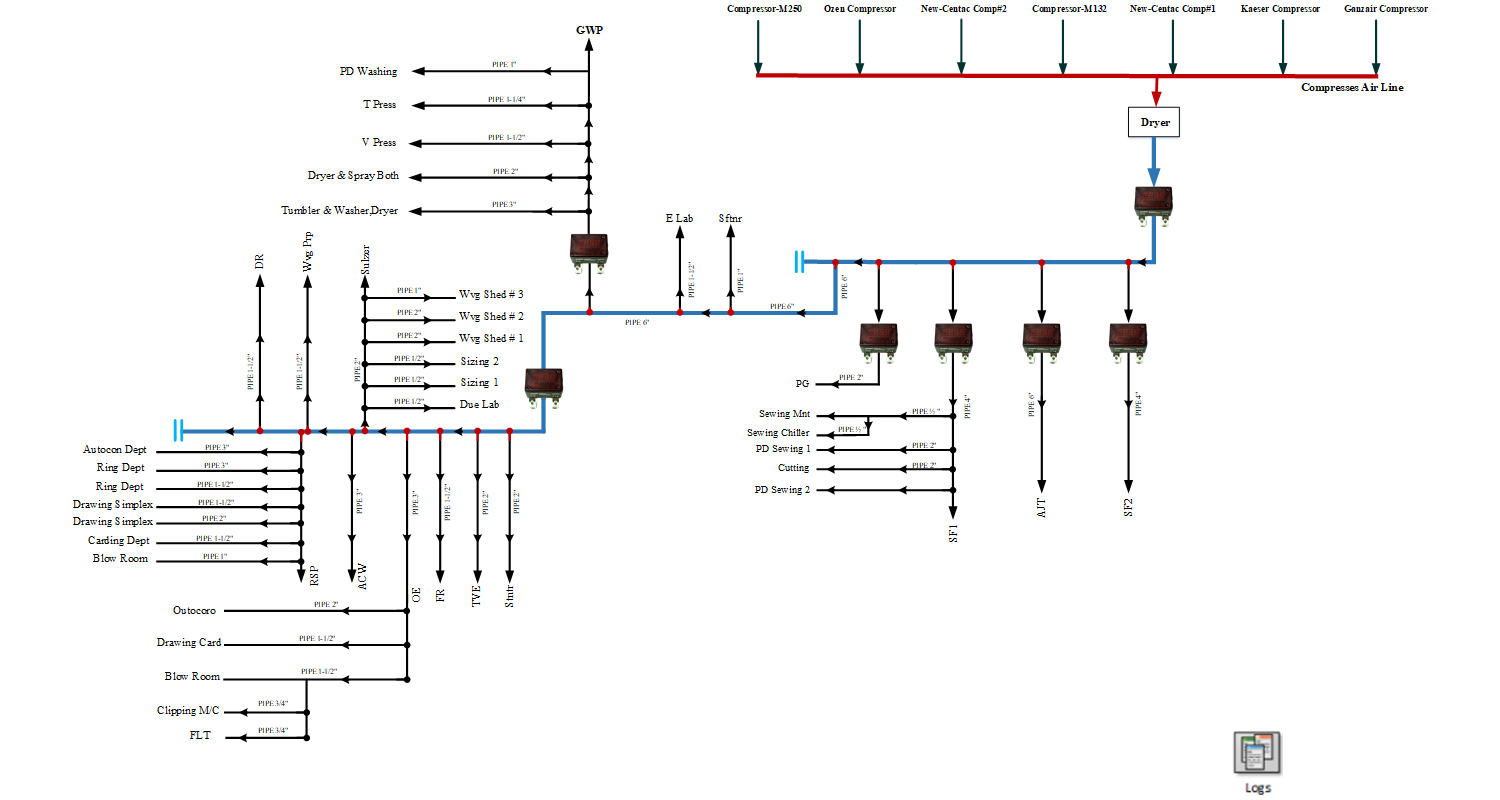 Compressor-M250
Ozen Compressor
New-Centac Comp#2
Compressor-M132
New-Centac Comp#1
Kaeser Compressor
Ganzair Compressor
Compresses Air Line
Dryer
GWP
PD Washing
PIPE 1"
T Press
PIPE 1-1/4"
V Press
PIPE 1-1/2"
Dryer & Spray Both
PIPE 2"
Tumbler & Washer,Dryer
PIPE 3"
E Lab
PIPE 1-1/2"
Sftnr
PIPE 1"
PIPE 6"
PIPE 6"
PIPE 6"
DR
PIPE 1-1/2"
Wvg Prp
PIPE 1-1/2"
Sulzer
PIPE 2"
PIPE 1"
Wvg Shed # 3
PIPE 2"
Wvg Shed # 2
PIPE 2"
Wvg Shed # 1
PIPE 1/2"
Sizing 2
PIPE 1/2"
Sizing 1
PIPE 1/2"
Due Lab
PG
PIPE 2"
Sewing Mnt
PIPE ½ "
Sewing Chiller
PIPE ½ "
PD Sewing 1
PIPE 2"
Cutting
PIPE 2"
PD Sewing 2
PIPE 4"
SF1
PIPE 6"
AJT
PIPE 4"
SF2
Autocon Dept
PIPE 3"
Ring Dept
PIPE 3"
Ring Dept
PIPE 1-1/2"
Drawing Simplex
PIPE 1-1/2"
Drawing Simplex
PIPE 2"
Carding Dept
PIPE 1-1/2"
Blow Room
PIPE 1"
RSP
PIPE 3"
ACW
PIPE 3"
OE
PIPE 1-1/2"
FR
PIPE 2"
TVE
PIPE 2"
Stntr
Outocoro
PIPE 2"
Drawing Card
PIPE 1-1/2"
Blow Room
PIPE 1-1/2"
Clipping M/C
PIPE 3/4"
FLT
PIPE 3/4"
Logs